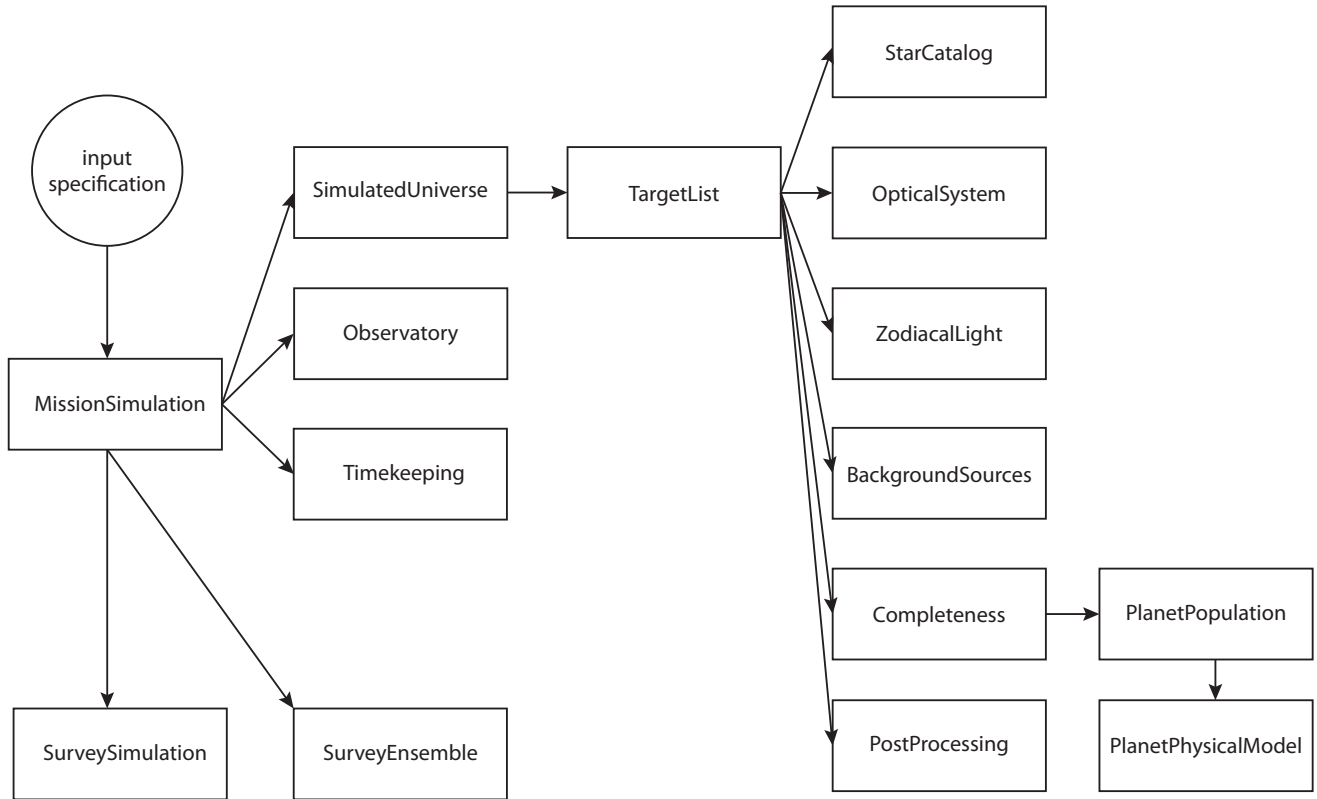 input
specification
MissionSimulation
SimulatedUniverse
Observatory
Timekeeping
SurveySimulation
SurveyEnsemble
TargetList
StarCatalog
OpticalSystem
ZodiacalLight
BackgroundSources
Completeness
PostProcessing
PlanetPopulation
PlanetPhysicalModel